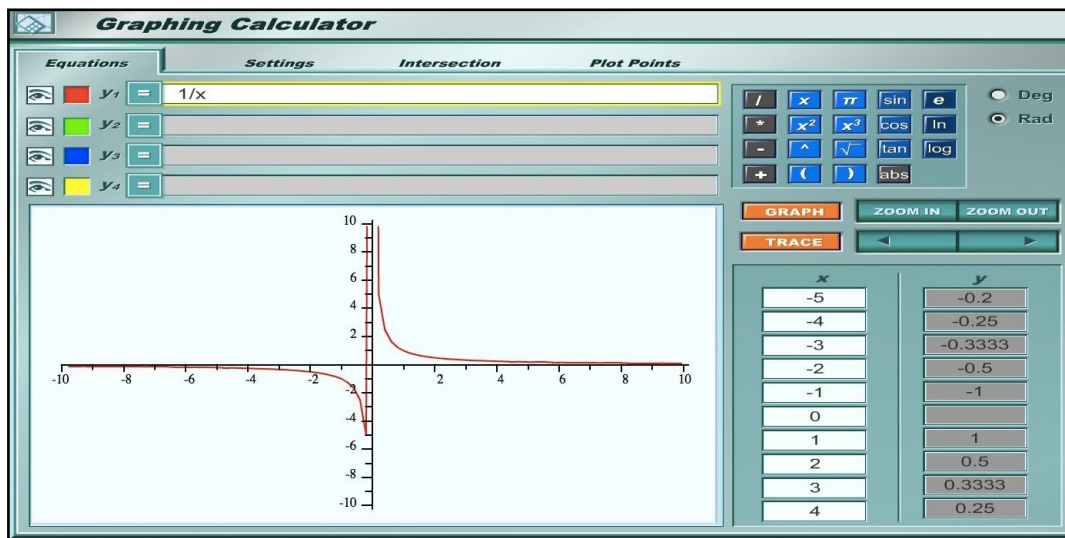 Graphing Calculator
Equations Settings Intersection Plot Points
y₁ = 1/x
y₂ =
y₃ =
y₄ =
/ x π sin e
* x² x³ cos ln
- ^ √ tan log
+ ( ) abs
Deg
Rad
GRAPH ZOOM IN ZOOM OUT
TRACE
10
8
6
4
2
-10 -8 -6 -4 -2 2 4 6 8 10
-2
-4
-6
-8
-10
x y
-5 -0.2
-4 -0.25
-3 -0.3333
-2 -0.5
-1 -1
0
1 1
2 0.5
3 0.3333
4 0.25